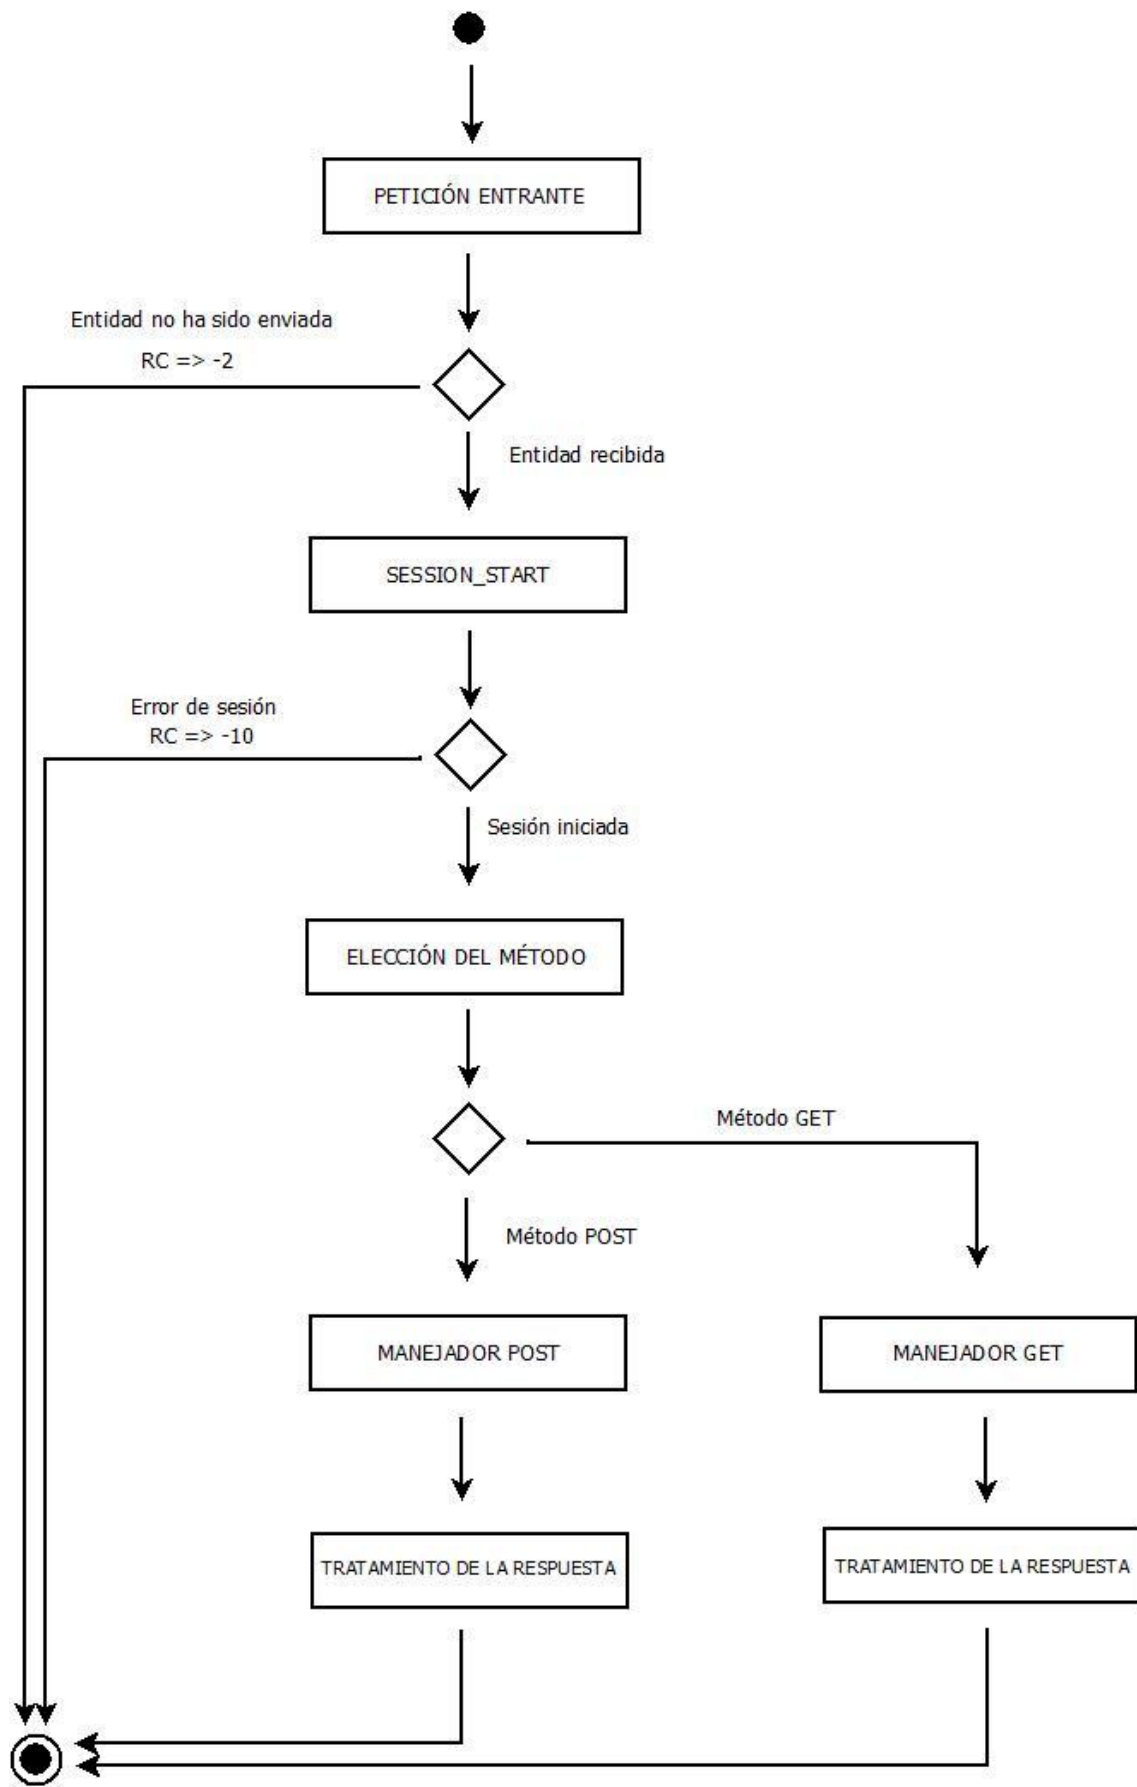 PETICIÓN ENTRANTE
Entidad no ha sido enviada
RC => -2
Entidad recibida
SESSION_START
Error de sesión
RC => -10
Sesión iniciada
ELECCIÓN DEL MÉTODO
Método GET
Método POST
MANEJADOR POST
MANEJADOR GET
TRATAMIENTO DE LA RESPUESTA
TRATAMIENTO DE LA RESPUESTA